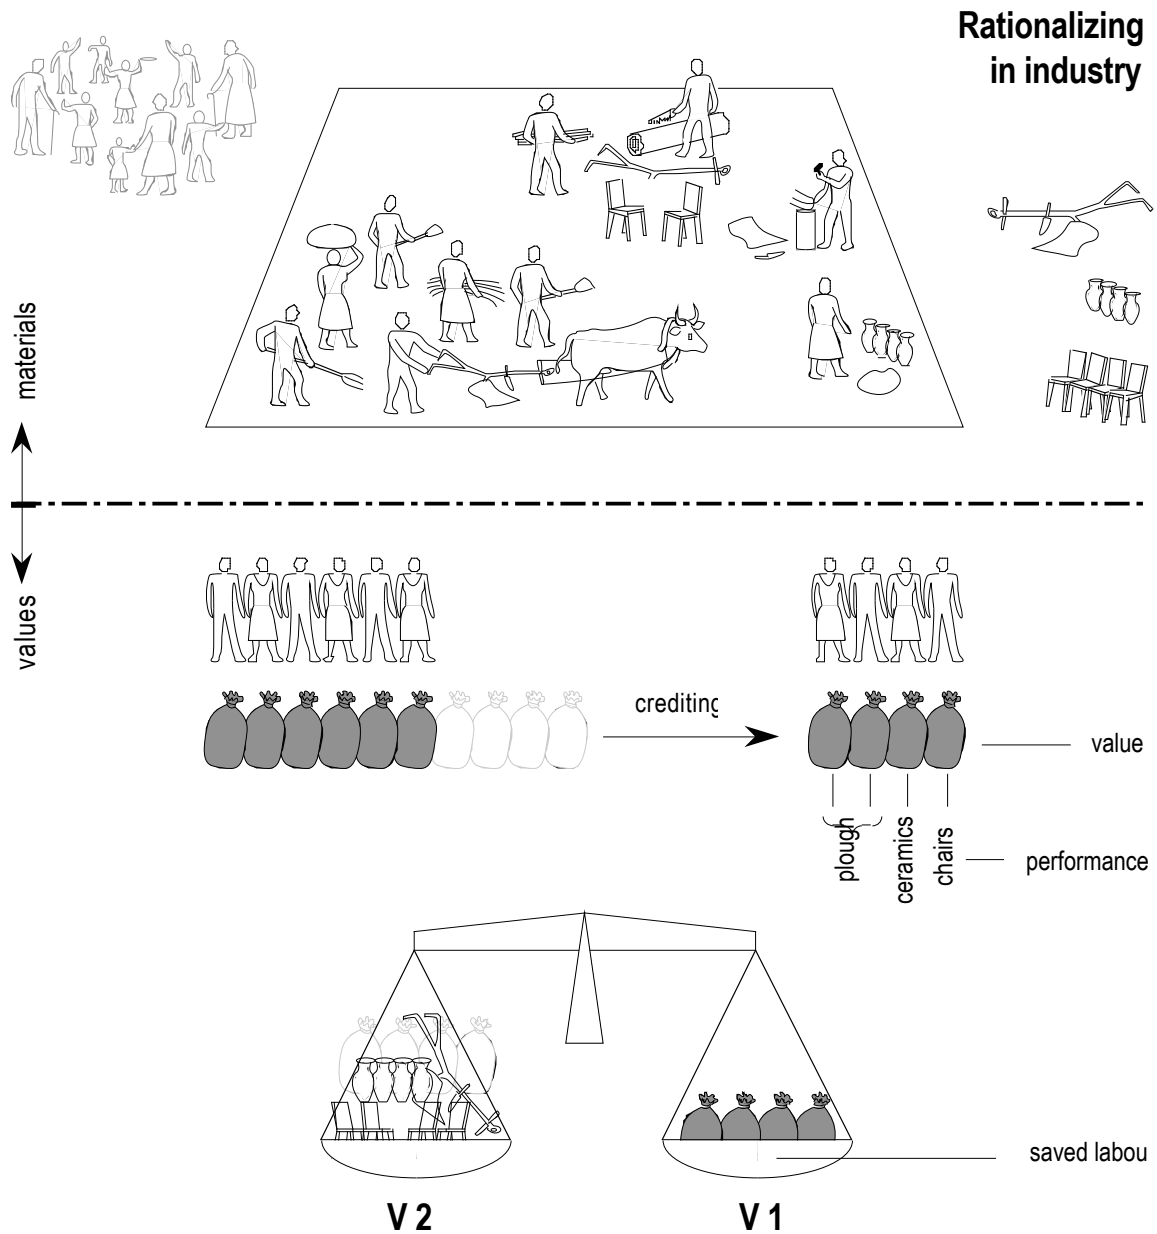 Rationalizing
in industry
materials
values
crediting
value
plough
ceramics
chairs
performance
saved labou
V 2
V 1